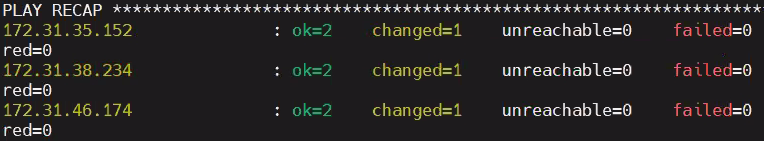 PLAY RECAP *****************************************************************
172.31.35.152 : ok=2 changed=1 unreachable=0 failed=0
red=0
172.31.38.234 : ok=2 changed=1 unreachable=0 failed=0
red=0
172.31.46.174 : ok=2 changed=1 unreachable=0 failed=0
red=0